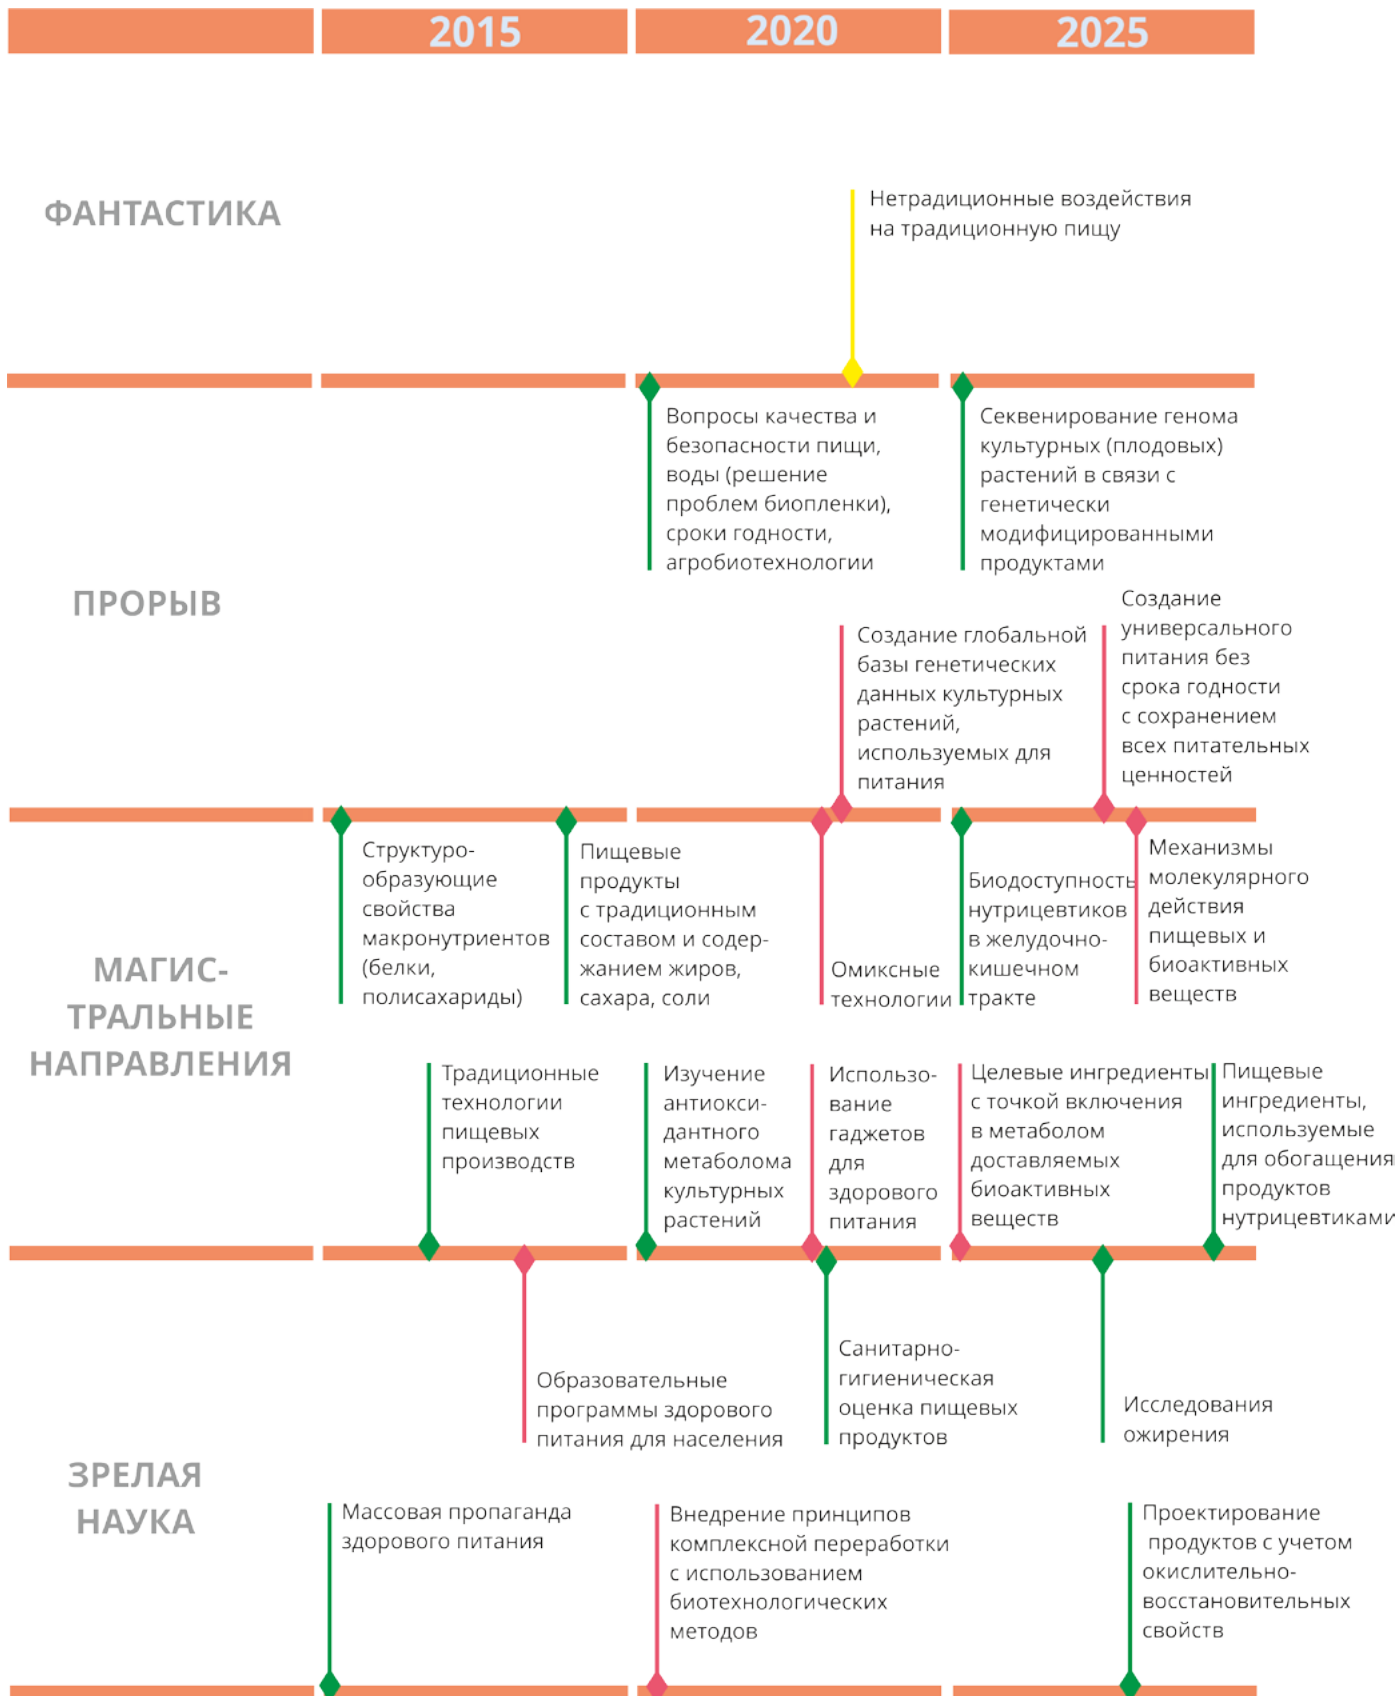 2015
2020
2025
ФАНТАСТИКА
Нетрадиционные воздействия
на традиционную пищу
ПРОРЫВ
Вопросы качества и
безопасности пищи,
воды (решение
проблем биопленки),
сроки годности,
агробиотехнологии
Секвенирование генома
культурных (плодовых)
растений в связи с
генетически
модифицированными
продуктами
Создание глобальной
базы генетических
данных культурных
растений,
используемых для
питания
Создание
универсального
питания без
срока годности
с сохранением
всех питательных
ценностей
МАГИС-
ТРАЛЬНЫЕ
НАПРАВЛЕНИЯ
Структуро-
образующие
свойства
макронутриентов
(белки,
полисахариды)
Пищевые
продукты
с традиционным
составом и содер-
жанием жиров,
сахара, соли
Омиксные
технологии
Биодоступность
нутрицевтиков
в желудочно-
кишечном
тракте
Механизмы
молекулярного
действия
пищевых и
биоактивных
веществ
Традиционные
технологии
пищевых
производств
Изучение
антиокси-
дантного
метаболома
культурных
растений
Использо-
вание
гаджетов
для
здорового
питания
Целевые ингредиенты
с точкой включения
в метаболом
доставляемых
биоактивных
веществ
Пищевые
ингредиенты,
используемые
для обогащения
продуктов
нутрицевтиками
ЗРЕЛАЯ
НАУКА
Образовательные
программы здорового
питания для населения
Санитарно-
гигиеническая
оценка пищевых
продуктов
Исследования
ожирения
Массовая пропаганда
здорового питания
Внедрение принципов
комплексной переработки
с использованием
биотехнологических
методов
Проектирование
продуктов с учетом
окислительно-
восстановительных
свойств